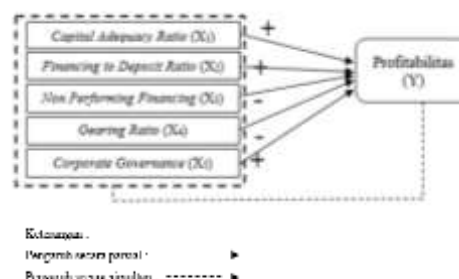 Capital Adequacy Ratio (X1)
Financing to Deposit Ratio (X2)
Non Performing Financing (X3)
Gearing Ratio (X4)
Corporate Governance (X5)
+
+
-
-
+
Profitabilitas
(Y)
Keterangan :
Pengaruh secara parsial :
Pengaruh secara simultan